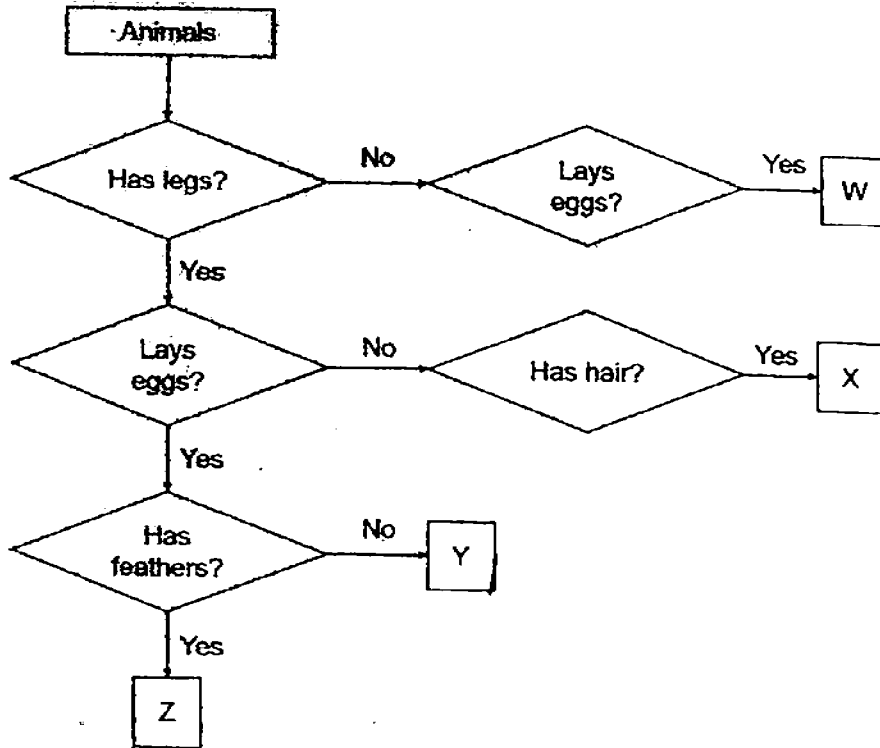 Animals
Has legs?
No
Lays
eggs?
Yes
W
Yes
Lays
eggs?
No
Has hair?
Yes
X
Yes
Has
feathers?
No
Y
Yes
Z